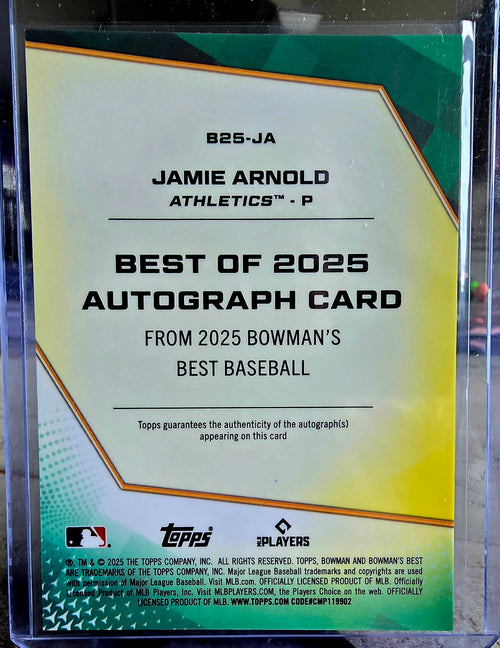 B25-JA
JAMIE ARNOLD
ATHLETICS™ - P
BEST OF 2025
AUTOGRAPH CARD
FROM 2025 BOWMAN'S
BEST BASEBALL
Topps guarantees the authenticity of the autograph(s)
appearing on this card
Topps
MLB PLAYERS
®, TM & © 2025 THE TOPPS COMPANY, INC. ALL RIGHTS RESERVED. TOPPS, BOWMAN AND BOWMAN'S BEST
ARE TRADEMARKS OF THE TOPPS COMPANY, INC. Major League Baseball trademarks and copyrights are used
with permission of Major League Baseball. Visit MLB.com. OFFICIALLY LICENSED PRODUCT OF MLB. Officially
Licensed Product of MLB Players, Inc. Visit MLBPLAYERS.COM, the Players Choice on the web. OFFICIALLY
LICENSED PRODUCT OF MLB. WWW.TOPPS.COM CODE#CMP119902